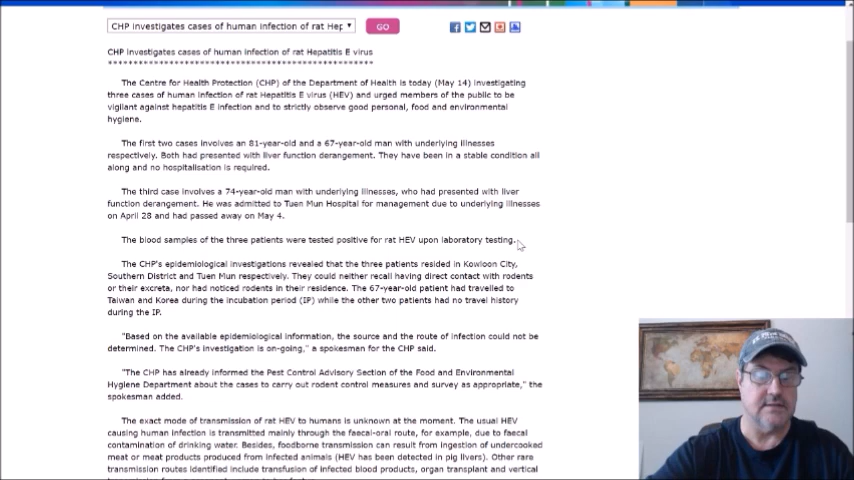 CHP investigates cases of human infection of rat Hep
GO
CHP investigates cases of human infection of rat Hepatitis E virus
******************************************************************
The Centre for Health Protection (CHP) of the Department of Health is today (May 14) investigating
three cases of human infection of rat Hepatitis E virus (HEV) and urged members of the public to be
vigilant against hepatitis E infection and to strictly observe good personal, food and environmental
hygiene.
The first two cases involves an 81-year-old and a 67-year-old man with underlying illnesses
respectively. Both had presented with liver function derangement. They have been in a stable condition all
along and no hospitalisation is required.
The third case involves a 74-year-old man with underlying illnesses, who had presented with liver
function derangement. He was admitted to Tuen Mun Hospital for management due to underlying illnesses
on April 28 and had passed away on May 4.
The blood samples of the three patients were tested positive for rat HEV upon laboratory testing.
The CHP's epidemiological investigations revealed that the three patients resided in Kowloon City,
Southern District and Tuen Mun respectively. They could neither recall having direct contact with rodents
or their excreta, nor had noticed rodents in their residence. The 67-year-old patient had travelled to
Taiwan and Korea during the incubation period (IP) while the other two patients had no travel history
during the IP.
"Based on the available epidemiological information, the source and the route of infection could not be
determined. The CHP's investigation is on-going," a spokesman for the CHP said.
"The CHP has already informed the Pest Control Advisory Section of the Food and Environmental
Hygiene Department about the cases to carry out rodent control measures and survey as appropriate," the
spokesman added.
The exact mode of transmission of rat HEV to humans is unknown at the moment. The usual HEV
causing human infection is transmitted mainly through the faecal-oral route, for example, due to faecal
contamination of drinking water. Besides, foodborne transmission can result from ingestion of undercooked
meat or meat products produced from infected animals (HEV has been detected in pig livers). Other rare
transmission routes identified include transfusion of infected blood products, organ transplant and vertical